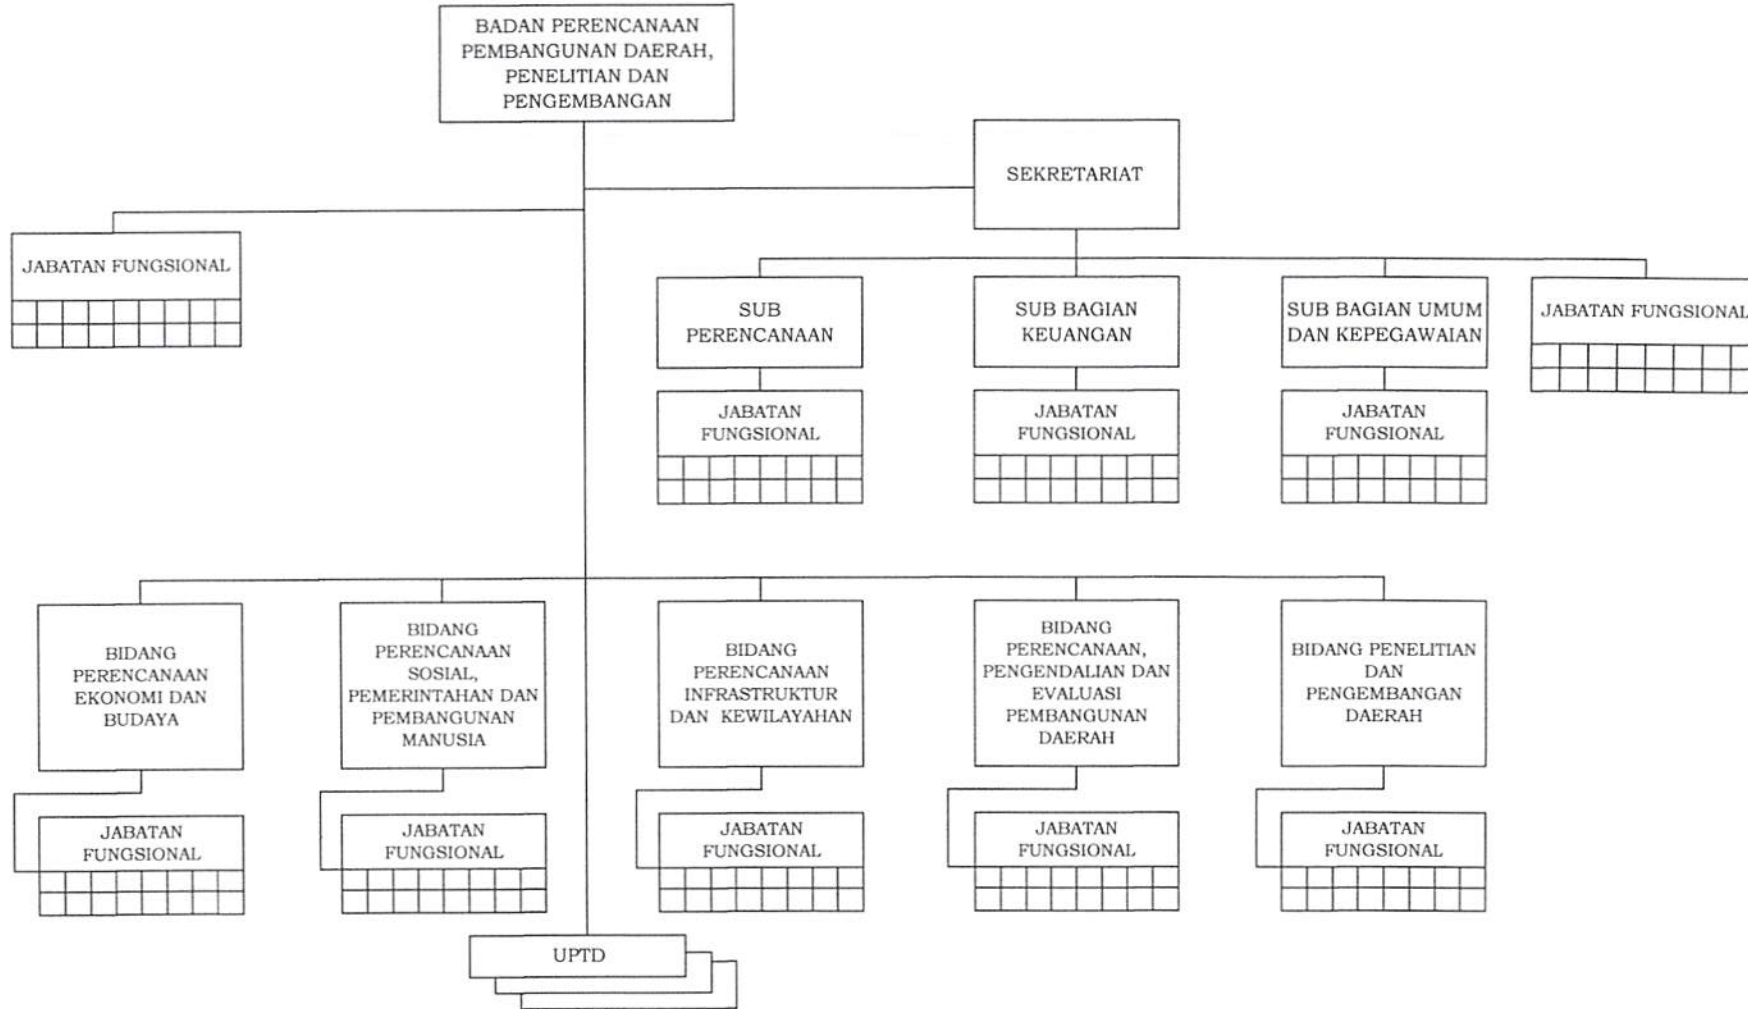 BADAN PERENCANAAN
PEMBANGUNAN DAERAH,
PENELITIAN DAN
PENGEMBANGAN
SEKRETARIAT
JABATAN FUNGSIONAL
SUB
PERENCANAAN
SUB BAGIAN
KEUANGAN
SUB BAGIAN UMUM
DAN KEPEGAWAIAN
JABATAN FUNGSIONAL
JABATAN
FUNGSIONAL
JABATAN
FUNGSIONAL
JABATAN
FUNGSIONAL
BIDANG
PERENCANAAN
EKONOMI DAN
BUDAYA
BIDANG
PERENCANAAN
SOSIAL,
PEMERINTAHAN DAN
PEMBANGUNAN
MANUSIA
BIDANG
PERENCANAAN
INFRASTRUKTUR
DAN KEWILAYAHAN
BIDANG
PERENCANAAN,
PENGENDALIAN DAN
EVALUASI
PEMBANGUNAN
DAERAH
BIDANG PENELITIAN
DAN
PENGEMBANGAN
DAERAH
JABATAN
FUNGSIONAL
JABATAN
FUNGSIONAL
JABATAN
FUNGSIONAL
JABATAN
FUNGSIONAL
JABATAN
FUNGSIONAL
UPTD